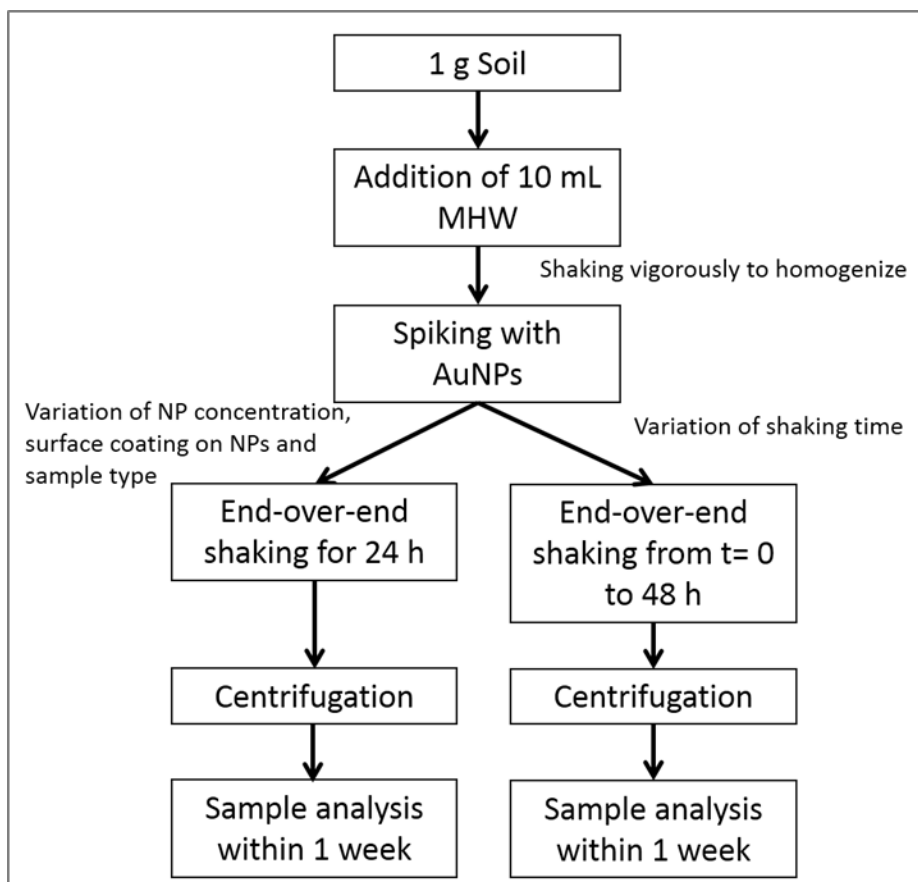 1 g Soil
Addition of 10 mL
MHW
Shaking vigorously to homogenize
Spiking with
AuNPs
Variation of NP concentration,
surface coating on NPs and
sample type
Variation of shaking time
End-over-end
shaking for 24 h
End-over-end
shaking from t= 0
to 48 h
Centrifugation
Centrifugation
Sample analysis
within 1 week
Sample analysis
within 1 week